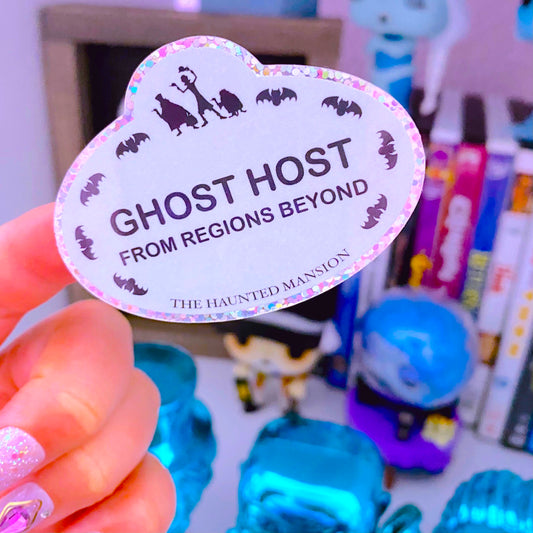 GHOST HOST
FROM REGIONS BEYOND
THE HAUNTED MANSION